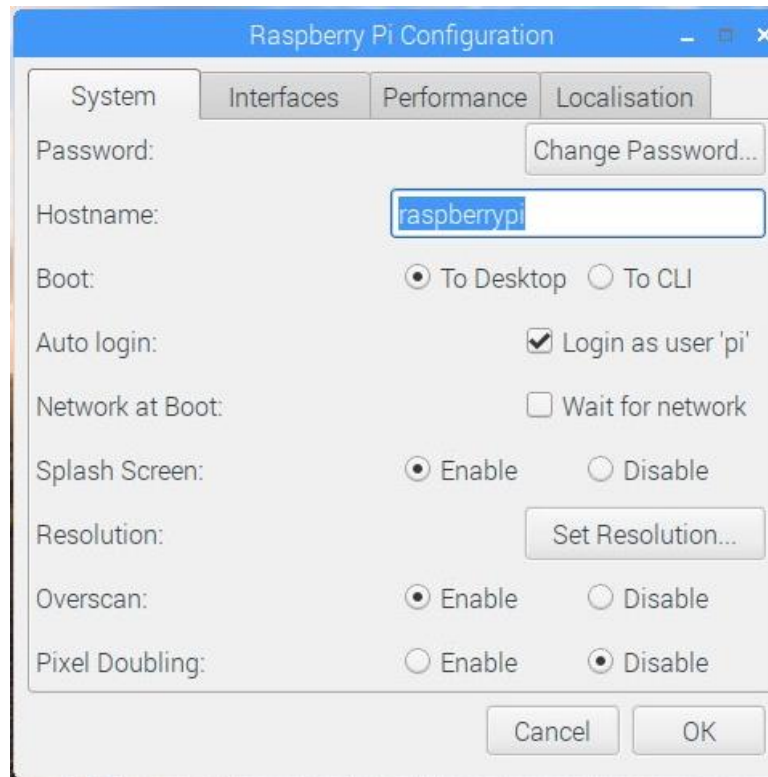 Raspberry Pi Configuration
System Interfaces Performance Localisation
Password: Change Password...
Hostname: raspberrypi
Boot: To Desktop To CLI
Auto login: Login as user 'pi'
Network at Boot: Wait for network
Splash Screen: Enable Disable
Resolution: Set Resolution...
Overscan: Enable Disable
Pixel Doubling: Enable Disable
Cancel OK